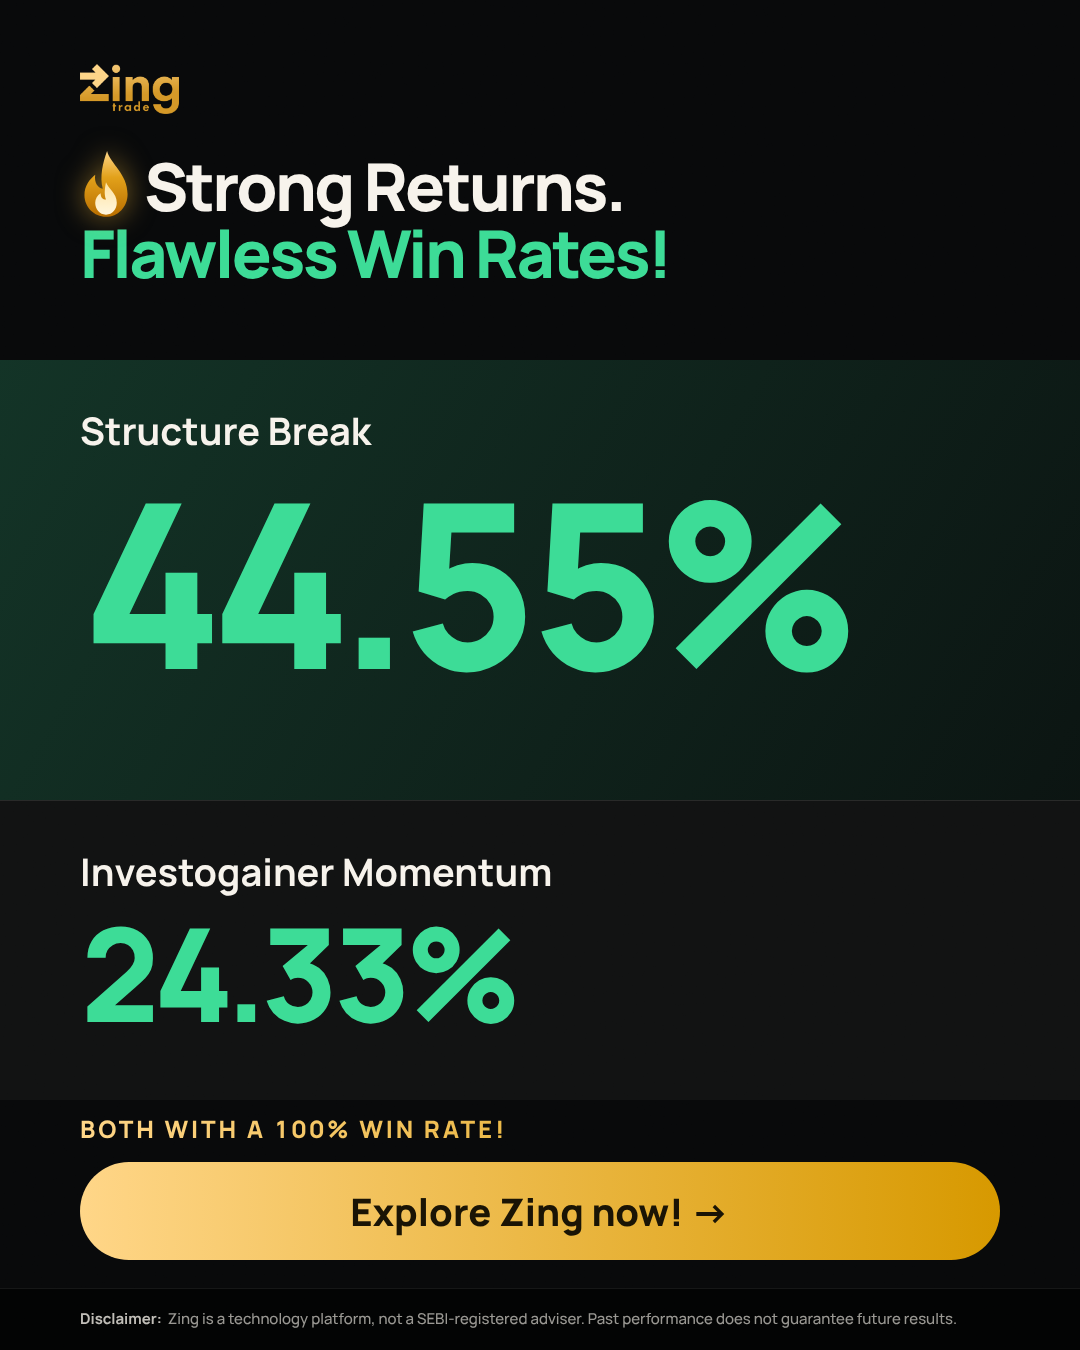 Zing
trade
Strong Returns.
Flawless Win Rates!
Structure Break
44.55%
Investogainer Momentum
24.33%
BOTH WITH A 100% WIN RATE!
Explore Zing now! →
Disclaimer: Zing is a technology platform, not a SEBI-registered adviser. Past performance does not guarantee future results.